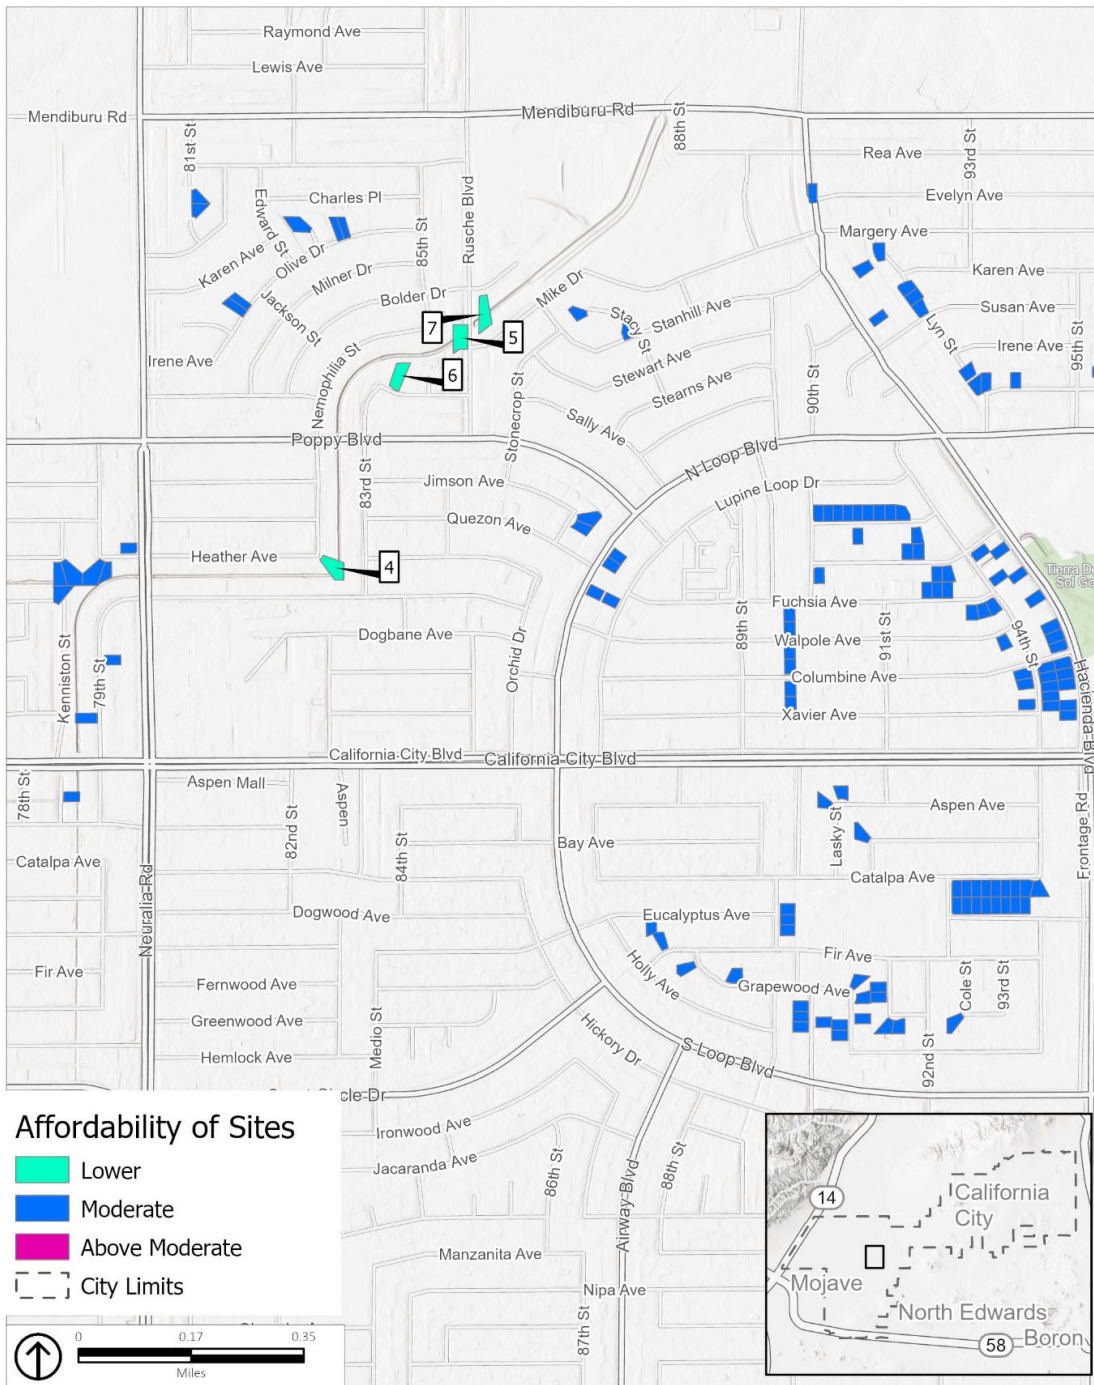 Raymond Ave
Lewis Ave
Mendiburu Rd
Mendiburu Rd
88th St
81st St
Rea Ave
93rd St
Evelyn Ave
Charles Pl
Edward St
Rusche Blvd
85th St
Margery Ave
Karen Ave
Olive Dr
Milner Dr
Karen Ave
Bolder Dr
Mike Dr
Jackson St
Susan Ave
Stacy St
Stanhill Ave
Lyn St
7
5
Irene Ave
Irene Ave
95th St
Nemophilia St
6
Stewart Ave
Stearns Ave
90th St
Stonecrop St
Sally Ave
Poppy Blvd
N Loop Blvd
83rd St
Jimson Ave
Lupine Loop Dr
Quezon Ave
Heather Ave
4
Tierra De
Sol Go
Fuchsia Ave
Dogbane Ave
Walpole Ave
89th St
91st St
94th St
Kenniston St
79th St
Orchid Dr
Columbine Ave
Xavier Ave
Hacienda Blvd
California City Blvd
California City Blvd
78th St
Aspen Mall
Aspen
82nd St
84th St
Lasky St
Aspen Ave
Frontage Rd
Bay Ave
Catalpa Ave
Catalpa Ave
Neuralia Rd
Dogwood Ave
Eucalyptus Ave
Fir Ave
Fir Ave
Holly Ave
Fernwood Ave
Grapewood Ave
Cole St
93rd St
Greenwood Ave
Medio St
Hickory Dr
Hemlock Ave
S Loop Blvd
92nd St
cle Dr
Ironwood Ave
Jacaranda Ave
86th St
88th St
Airway Blvd
Manzanita Ave
Nipa Ave
87th St
Affordability of Sites
Lower
Moderate
Above Moderate
City Limits
0 0.17 0.35
Miles
14
California
City
Mojave
North Edwards
Boron
58